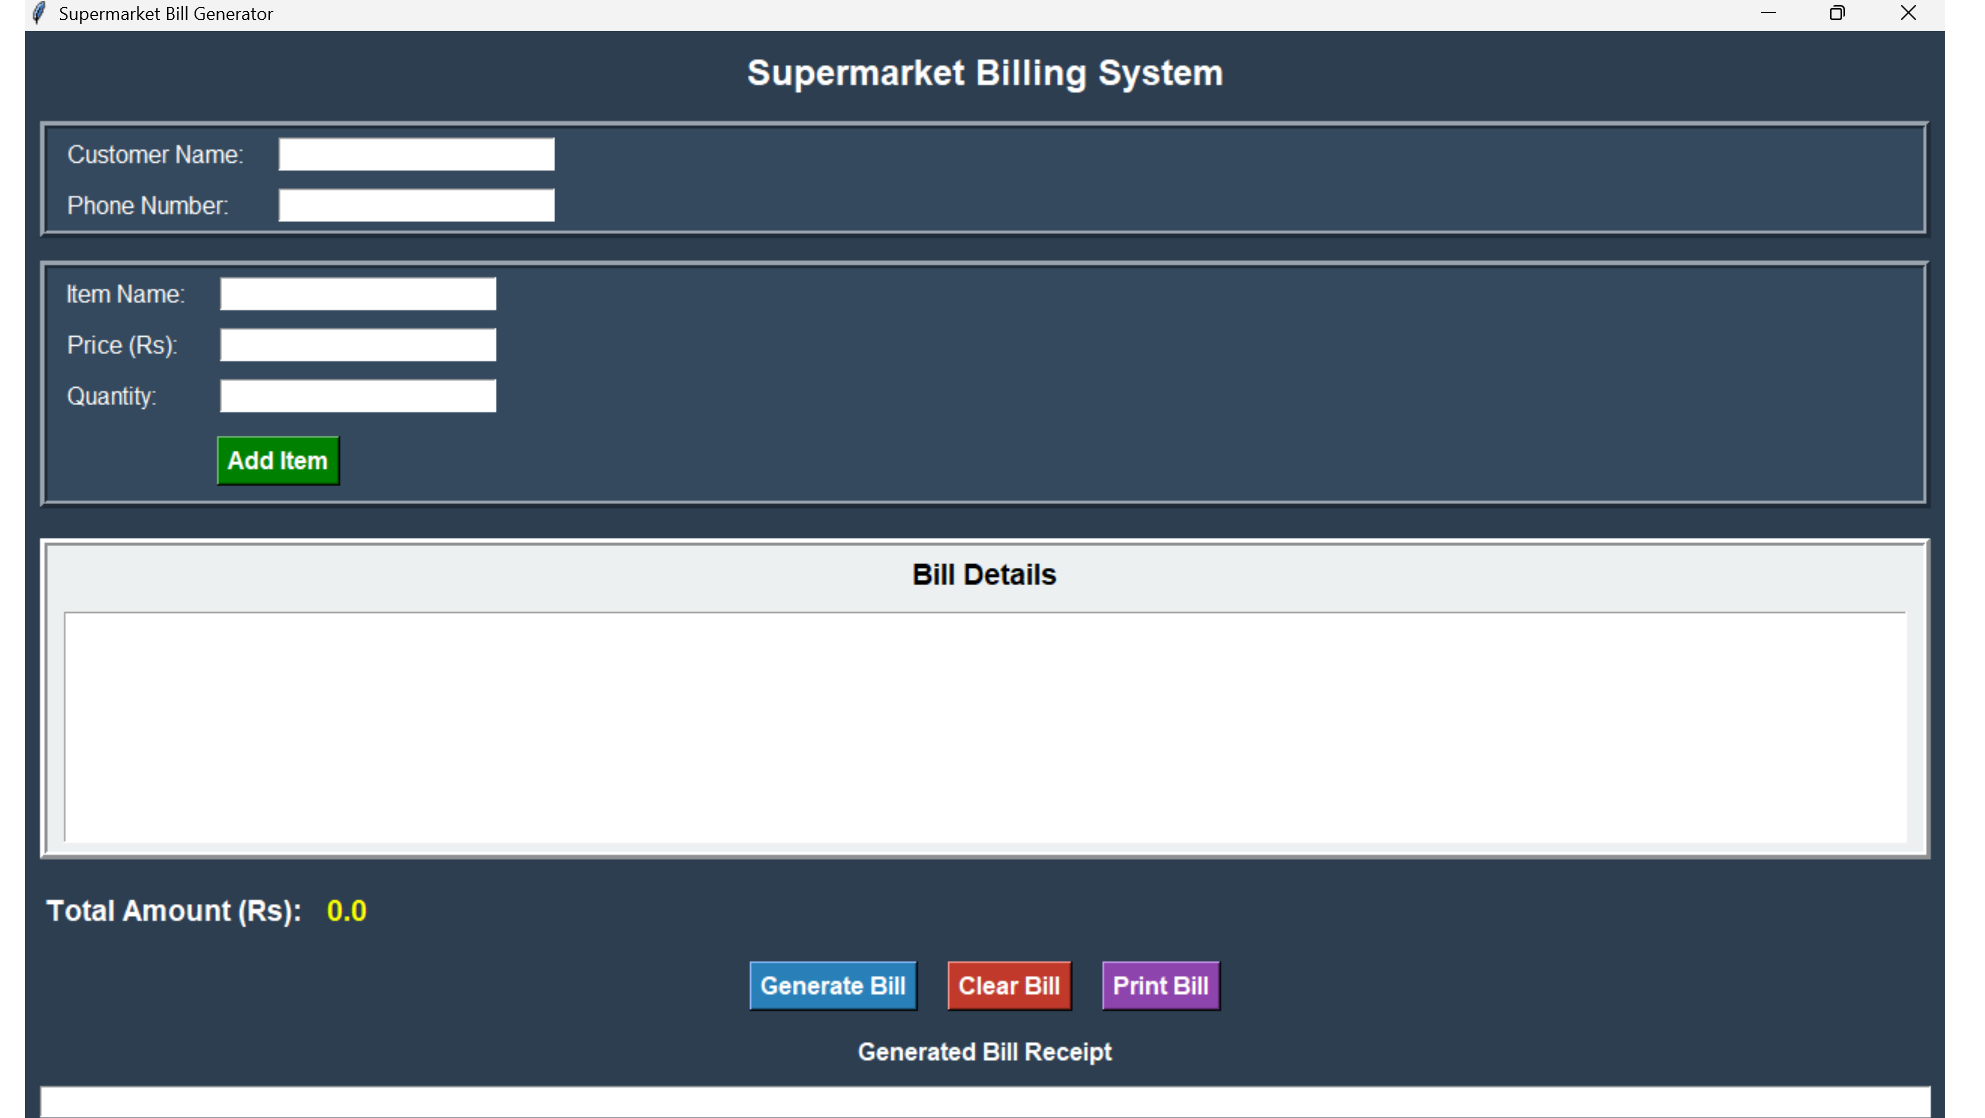 Supermarket Bill Generator
Supermarket Billing System
Customer Name:
Phone Number:
Item Name:
Price (Rs):
Quantity:
Add Item
Bill Details
Total Amount (Rs): 0.0
Generate Bill Clear Bill Print Bill
Generated Bill Receipt